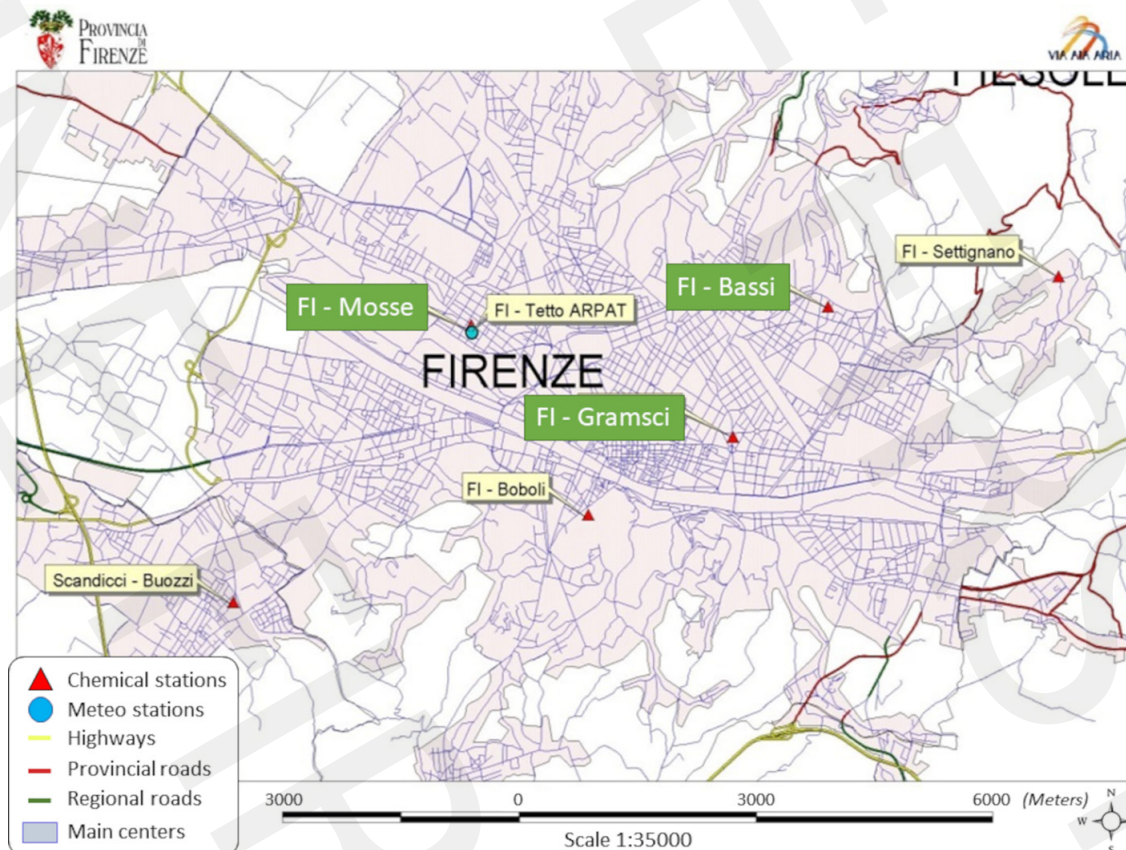 PROVINCIA
DI
FIRENZE
VIA AIA ARIA
FIESOLE
FI - Settignano
FI - Bassi
FI - Mosse
FI - Tetto ARPAT
FIRENZE
FI - Gramsci
FI - Boboli
Scandicci - Buozzi
Chemical stations
Meteo stations
Highways
Provincial roads
Regional roads
Main centers
3000 0 3000 6000 (Meters)
Scale 1:35000
N
W
S